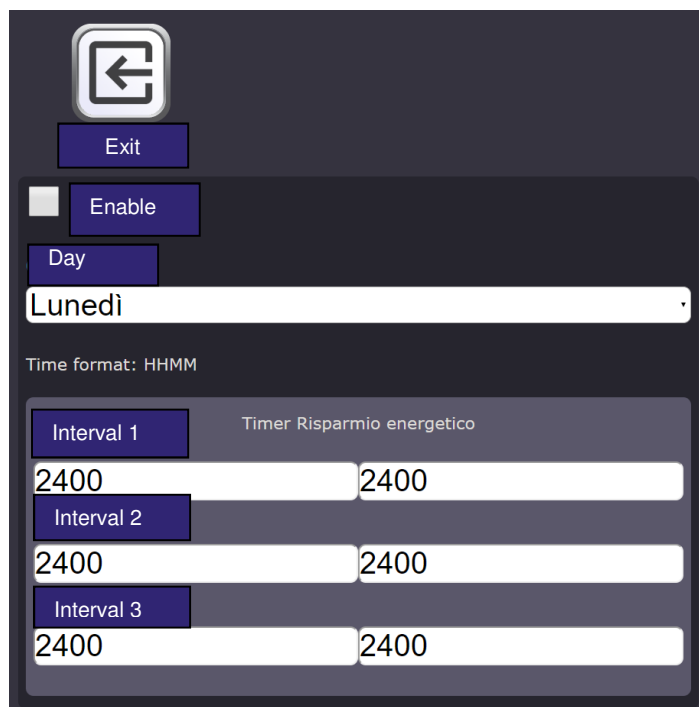 Exit
Enable
Day
Lunedì
Time format: HHMM
Interval 1
Timer Risparmio energetico
2400 2400
Interval 2
2400 2400
Interval 3
2400 2400